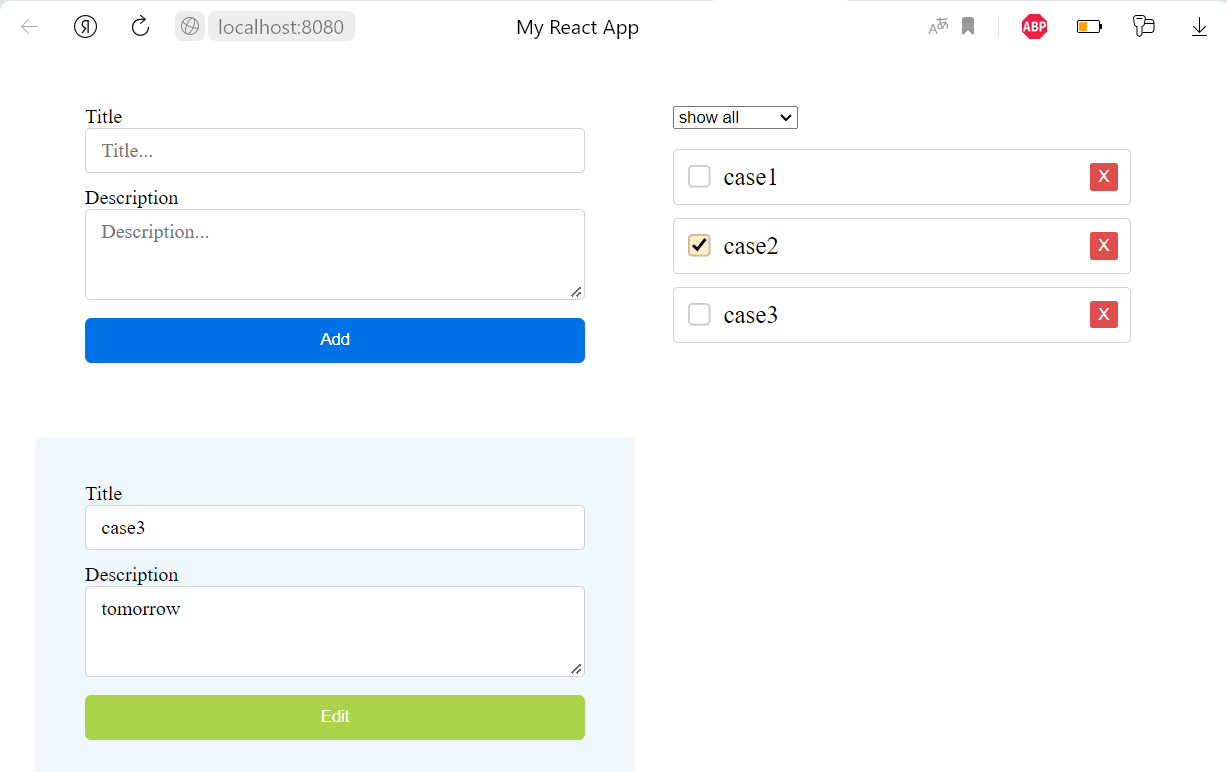 Я
localhost:8080
My React App
ABP
Title
Title...
Description
Description...
Add
show all
case1
X
case2
X
case3
X
Title
case3
Description
tomorrow
Edit